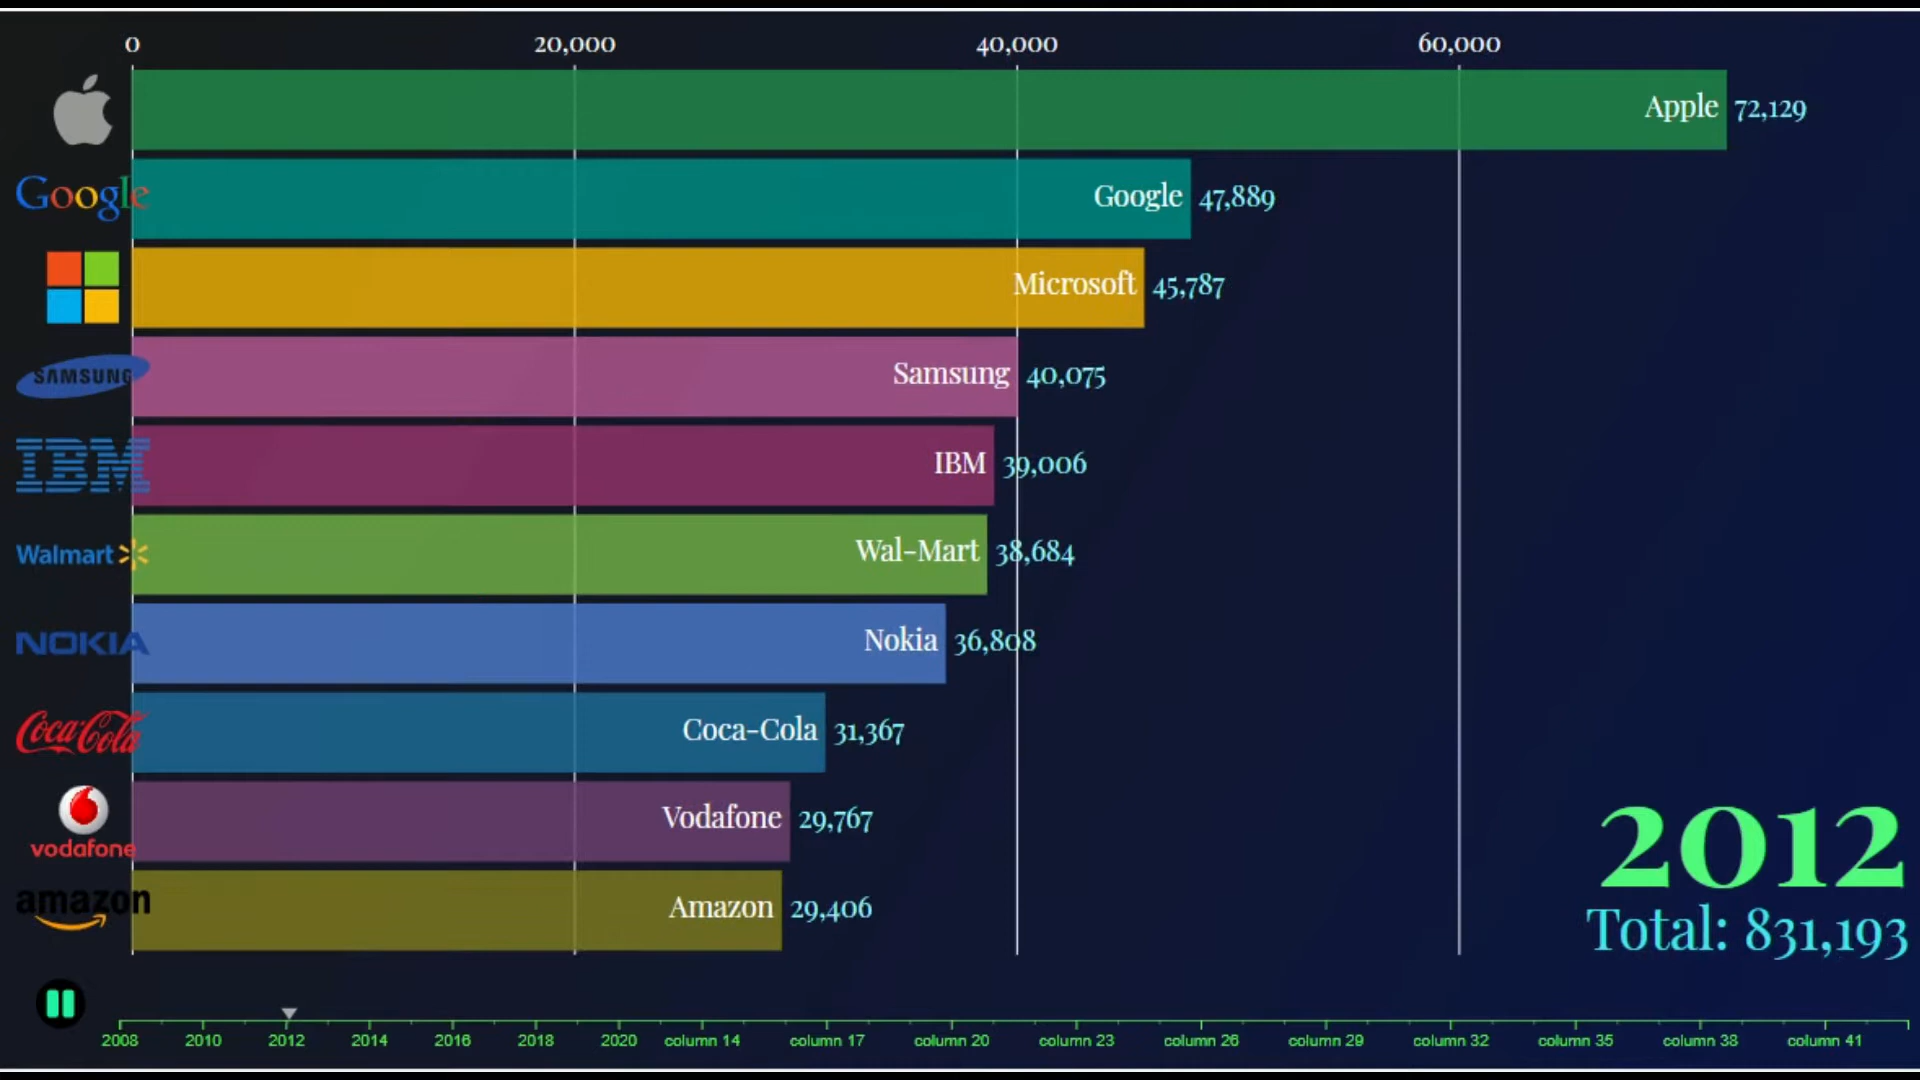 0 20,000 40,000 60,000
Apple 72,129
Google Google 47,889
Microsoft 45,787
SAMSUNG Samsung 40,075
IBM IBM 39,006
Walmart Wal-Mart 38,684
NOKIA Nokia 36,808
Coca-Cola Coca-Cola 31,367
vodafone Vodafone 29,767
amazon Amazon 29,406
2012
Total: 831,193
2008 2010 2012 2014 2016 2018 2020 column 14 column 17 column 20 column 23 column 26 column 29 column 32 column 35 column 38 column 41